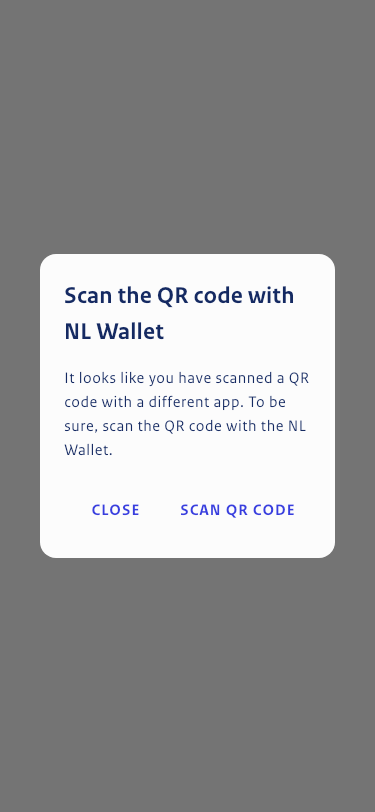 Scan the QR code with
NL Wallet
It looks like you have scanned a QR
code with a different app. To be
sure, scan the QR code with the NL
Wallet.
CLOSE SCAN QR CODE